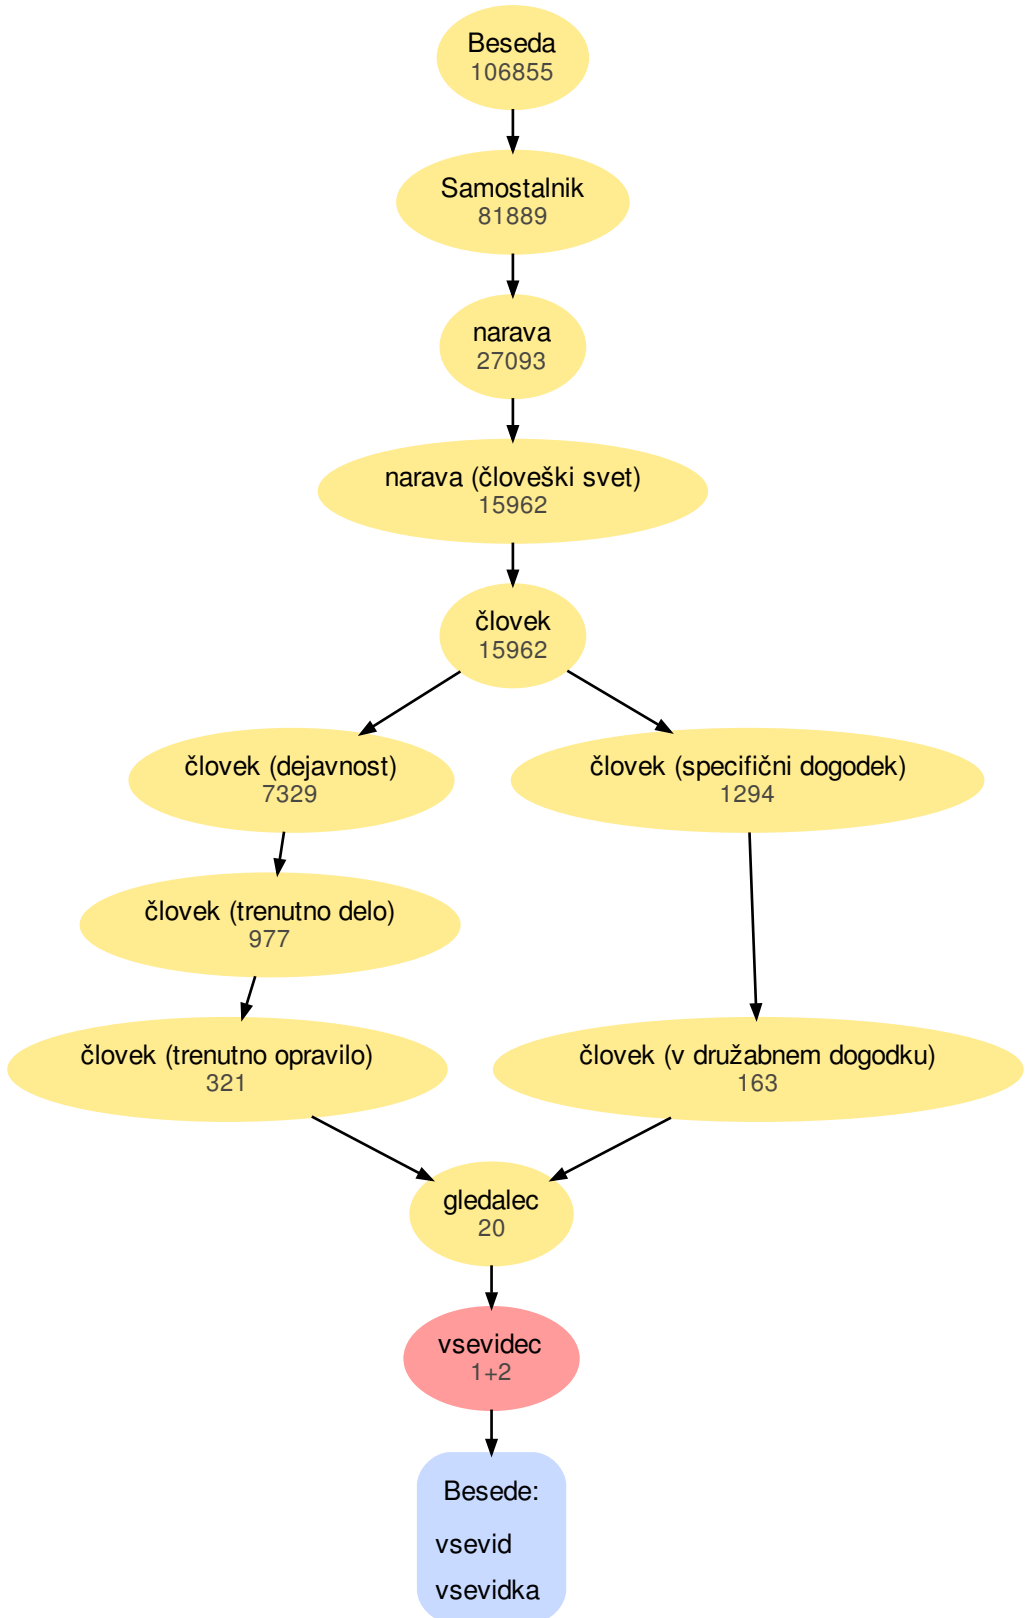 Beseda
106855
Samostalnik
81889
narava
27093
narava (človeški svet)
15962
človek
15962
človek (dejavnost)
7329
človek (specifični dogodek)
1294
človek (trenutno delo)
977
človek (trenutno opravilo)
321
človek (v družabnem dogodku)
163
gledalec
20
vsevidec
1+2
Besede:
vsevid
vsevidka